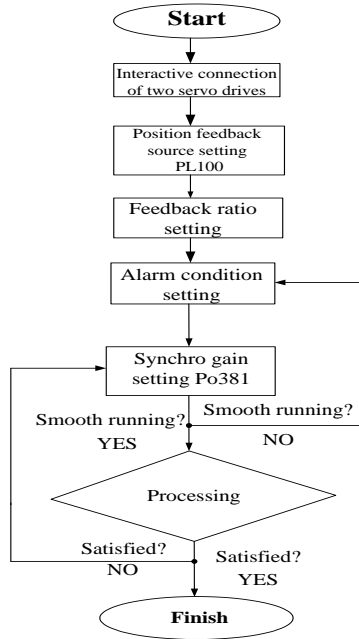 Start
Interactive connection
of two servo drives
Position feedback
source setting
PL100
Feedback ratio
setting
Alarm condition
setting
Synchro gain
setting Po381
Smooth running?
YES
Smooth running?
NO
Processing
Satisfied?
NO
Satisfied?
YES
Finish